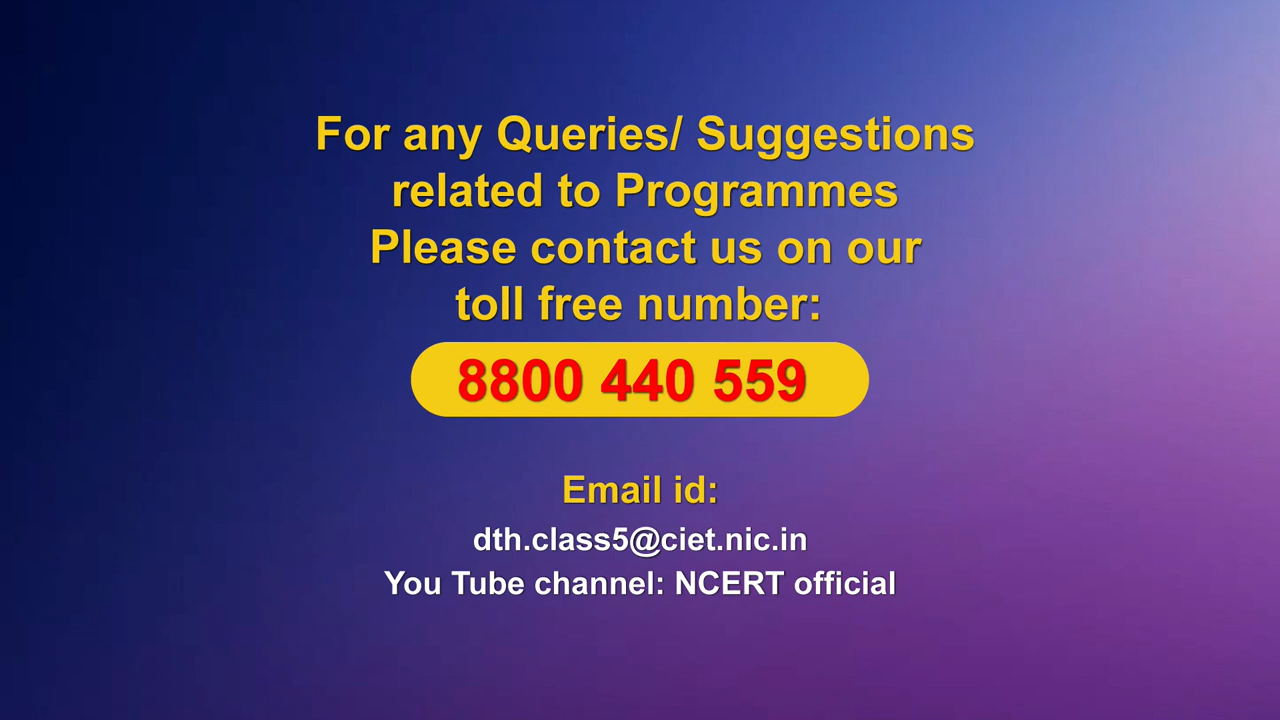 For any Queries/ Suggestions
related to Programmes
Please contact us on our
toll free number:
8800 440 559
Email id:
dth.class5@ciet.nic.in
You Tube channel: NCERT official